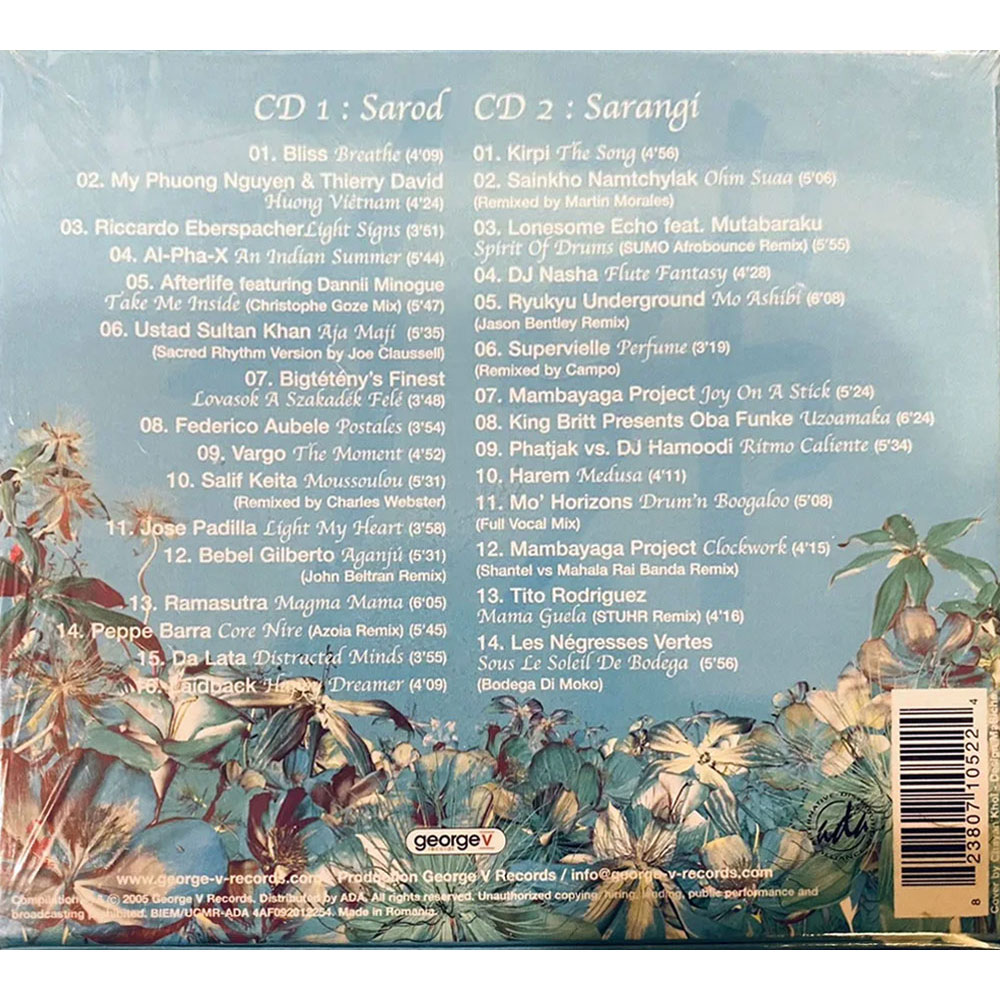 CD 1 : Sarod
01. Bliss Breathe (4'09)
02. My Phuong Nguyen & Thierry David
Huong Viêtnam (4'24)
03. Riccardo EberspacherLight Signs (3'51)
04. Al-Pha-X An Indian Summer (5'44)
05. Afterlife featuring Dannii Minogue
Take Me Inside (Christophe Goze Mix) (5'47)
06. Ustad Sultan Khan Aja Maji (5'35)
(Sacred Rhythm Version by Joe Claussell)
07. Bigtétény's Finest
Lovasok A Szakadék Felé (3'48)
08. Federico Aubele Postales (3'54)
09. Vargo The Moment (4'52)
10. Salif Keita Moussoulou (5'31)
(Remixed by Charles Webster)
11. Jose Padilla Light My Heart (3'58)
12. Bebel Gilberto Aganjú (5'31)
(John Beltran Remix)
13. Ramasutra Magma Mama (6'05)
14. Peppe Barra Core Nire (Azoia Remix) (5'45)
15. Da Lata Distracted Minds (3'55)
16. Laidback Happy Dreamer (4'09)
CD 2 : Sarangi
01. Kirpi The Song (4'56)
02. Sainkho Namtchylak Ohm Suaa (5'06)
(Remixed by Martin Morales)
03. Lonesome Echo feat. Mutabaraku
Spirit Of Drums (SUMO Afrobounce Remix) (5'55)
04. DJ Nasha Flute Fantasy (4'28)
05. Ryukyu Underground Mo Ashibi (6'08)
(Jason Bentley Remix)
06. Supervielle Perfume (3'19)
(Remixed by Campo)
07. Mambayaga Project Joy On A Stick (5'24)
08. King Britt Presents Oba Funke Uzoamaka (6'24)
09. Phatjak vs. DJ Hamoodi Ritmo Caliente (5'34)
10. Harem Medusa (4'11)
11. Mo' Horizons Drum'n Boogaloo (5'08)
(Full Vocal Mix)
12. Mambayaga Project Clockwork (4'15)
(Shantel vs Mahala Rai Banda Remix)
13. Tito Rodriguez
Mama Guela (STUHR Remix) (4'16)
14. Les Négresses Vertes
Sous Le Soleil De Bodega (5'56)
(Bodega Di Moko)
8 23807 10522 4
ada
george V
RECORDS
www.george-v-records.com - Production George V Records / info@george-v-records.com
Compilation ℗ & © 2005 George V Records. Distributed by ADA. All rights reserved. Unauthorized copying, hiring, lending, public performance and
broadcasting prohibited. BIEM/UCMR-ADA 4AF092012254. Made in Romania.